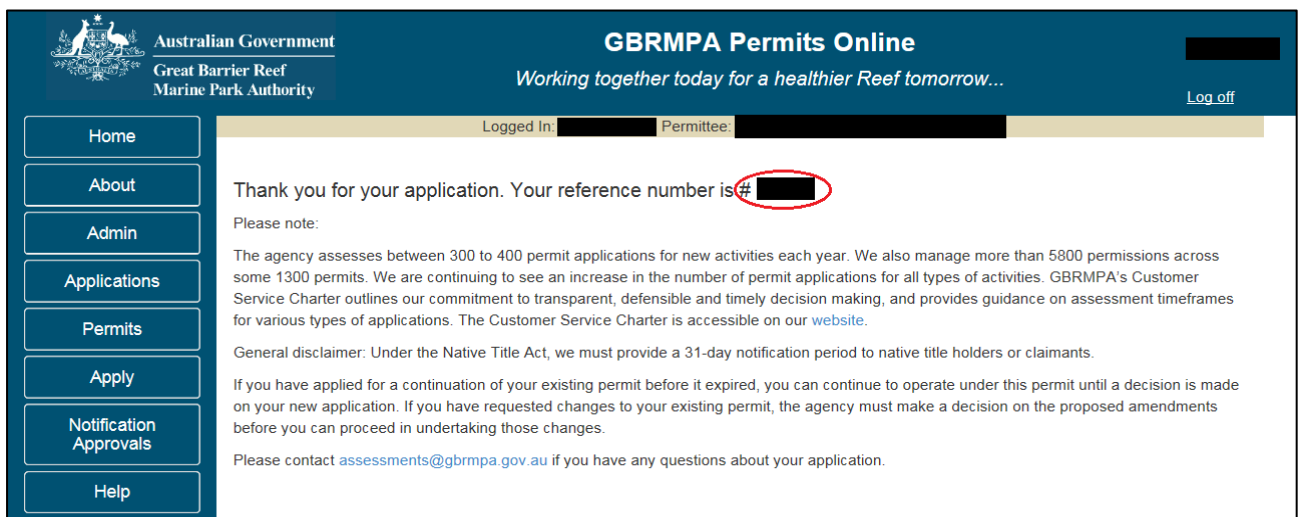 Australian Government
Great Barrier Reef
Marine Park Authority
GBRMPA Permits Online
Working together today for a healthier Reef tomorrow...
Log off
Home
About
Admin
Applications
Permits
Apply
Notification
Approvals
Help
Logged In: Permittee:
Thank you for your application. Your reference number is #
Please note:
The agency assesses between 300 to 400 permit applications for new activities each year. We also manage more than 5800 permissions across
some 1300 permits. We are continuing to see an increase in the number of permit applications for all types of activities. GBRMPA's Customer
Service Charter outlines our commitment to transparent, defensible and timely decision making, and provides guidance on assessment timeframes
for various types of applications. The Customer Service Charter is accessible on our website.
General disclaimer: Under the Native Title Act, we must provide a 31-day notification period to native title holders or claimants.
If you have applied for a continuation of your existing permit before it expired, you can continue to operate under this permit until a decision is made
on your new application. If you have requested changes to your existing permit, the agency must make a decision on the proposed amendments
before you can proceed in undertaking those changes.
Please contact assessments@gbrmpa.gov.au if you have any questions about your application.